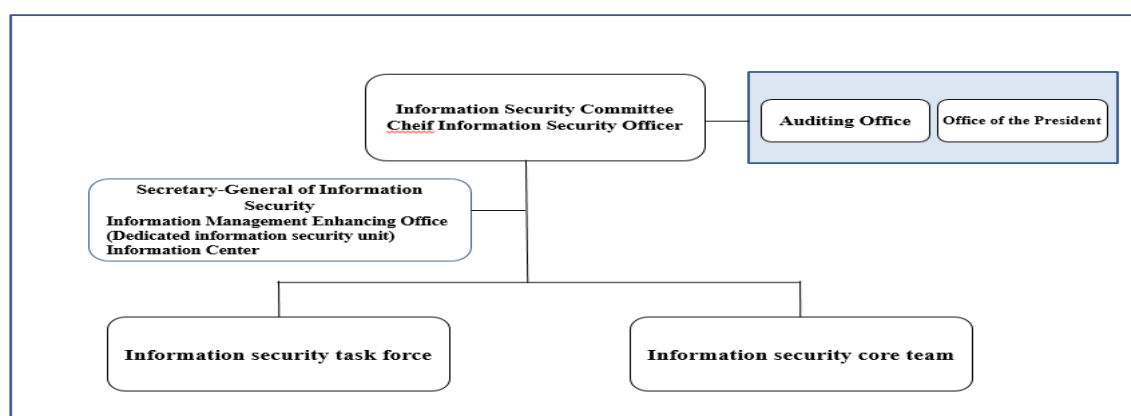 Information Security Committee
Cheif Information Security Officer
Auditing Office
Office of the President
Secretary-General of Information
Security
Information Management Enhancing Office
(Dedicated information security unit)
Information Center
Information security task force
Information security core team